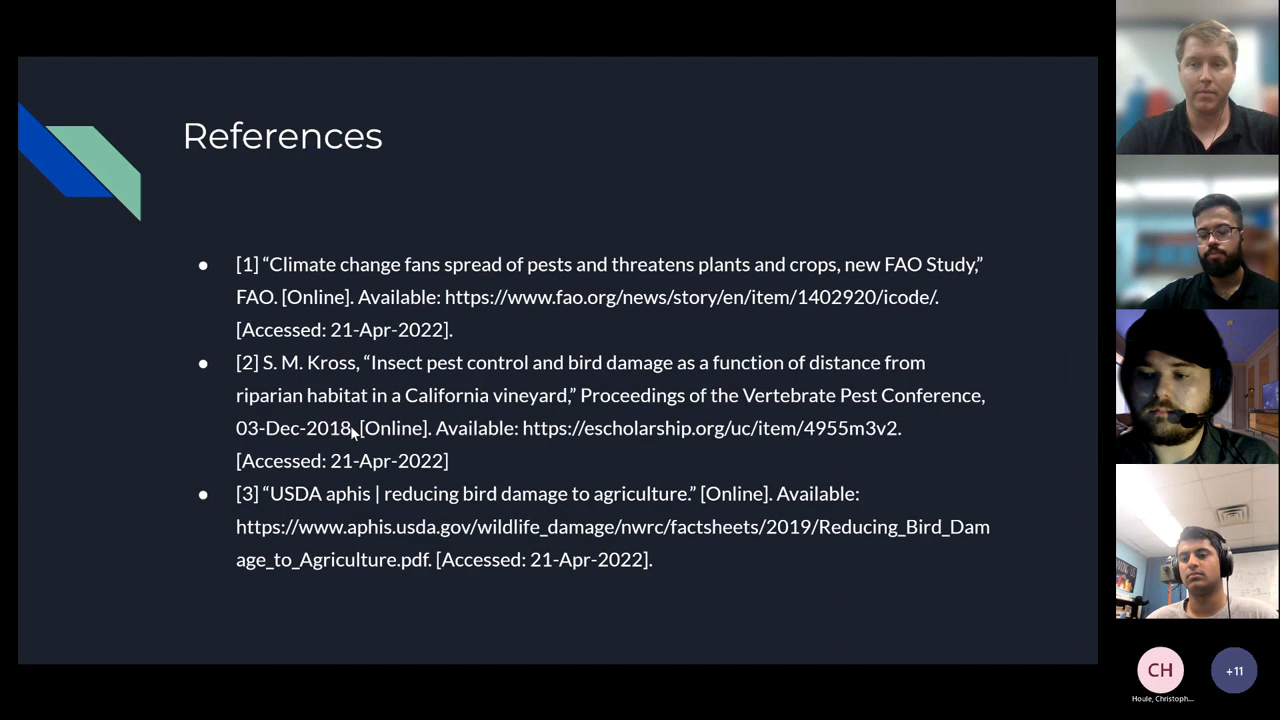 References
● [1] “Climate change fans spread of pests and threatens plants and crops, new FAO Study,”
FAO. [Online]. Available: https://www.fao.org/news/story/en/item/1402920/icode/.
[Accessed: 21-Apr-2022].
● [2] S. M. Kross, “Insect pest control and bird damage as a function of distance from
riparian habitat in a California vineyard,” Proceedings of the Vertebrate Pest Conference,
03-Dec-2018. [Online]. Available: https://escholarship.org/uc/item/4955m3v2.
[Accessed: 21-Apr-2022]
● [3] “USDA aphis | reducing bird damage to agriculture.” [Online]. Available:
https://www.aphis.usda.gov/wildlife_damage/nwrc/factsheets/2019/Reducing_Bird_Dam
age_to_Agriculture.pdf. [Accessed: 21-Apr-2022].
CH
+11
Houle, Christoph...